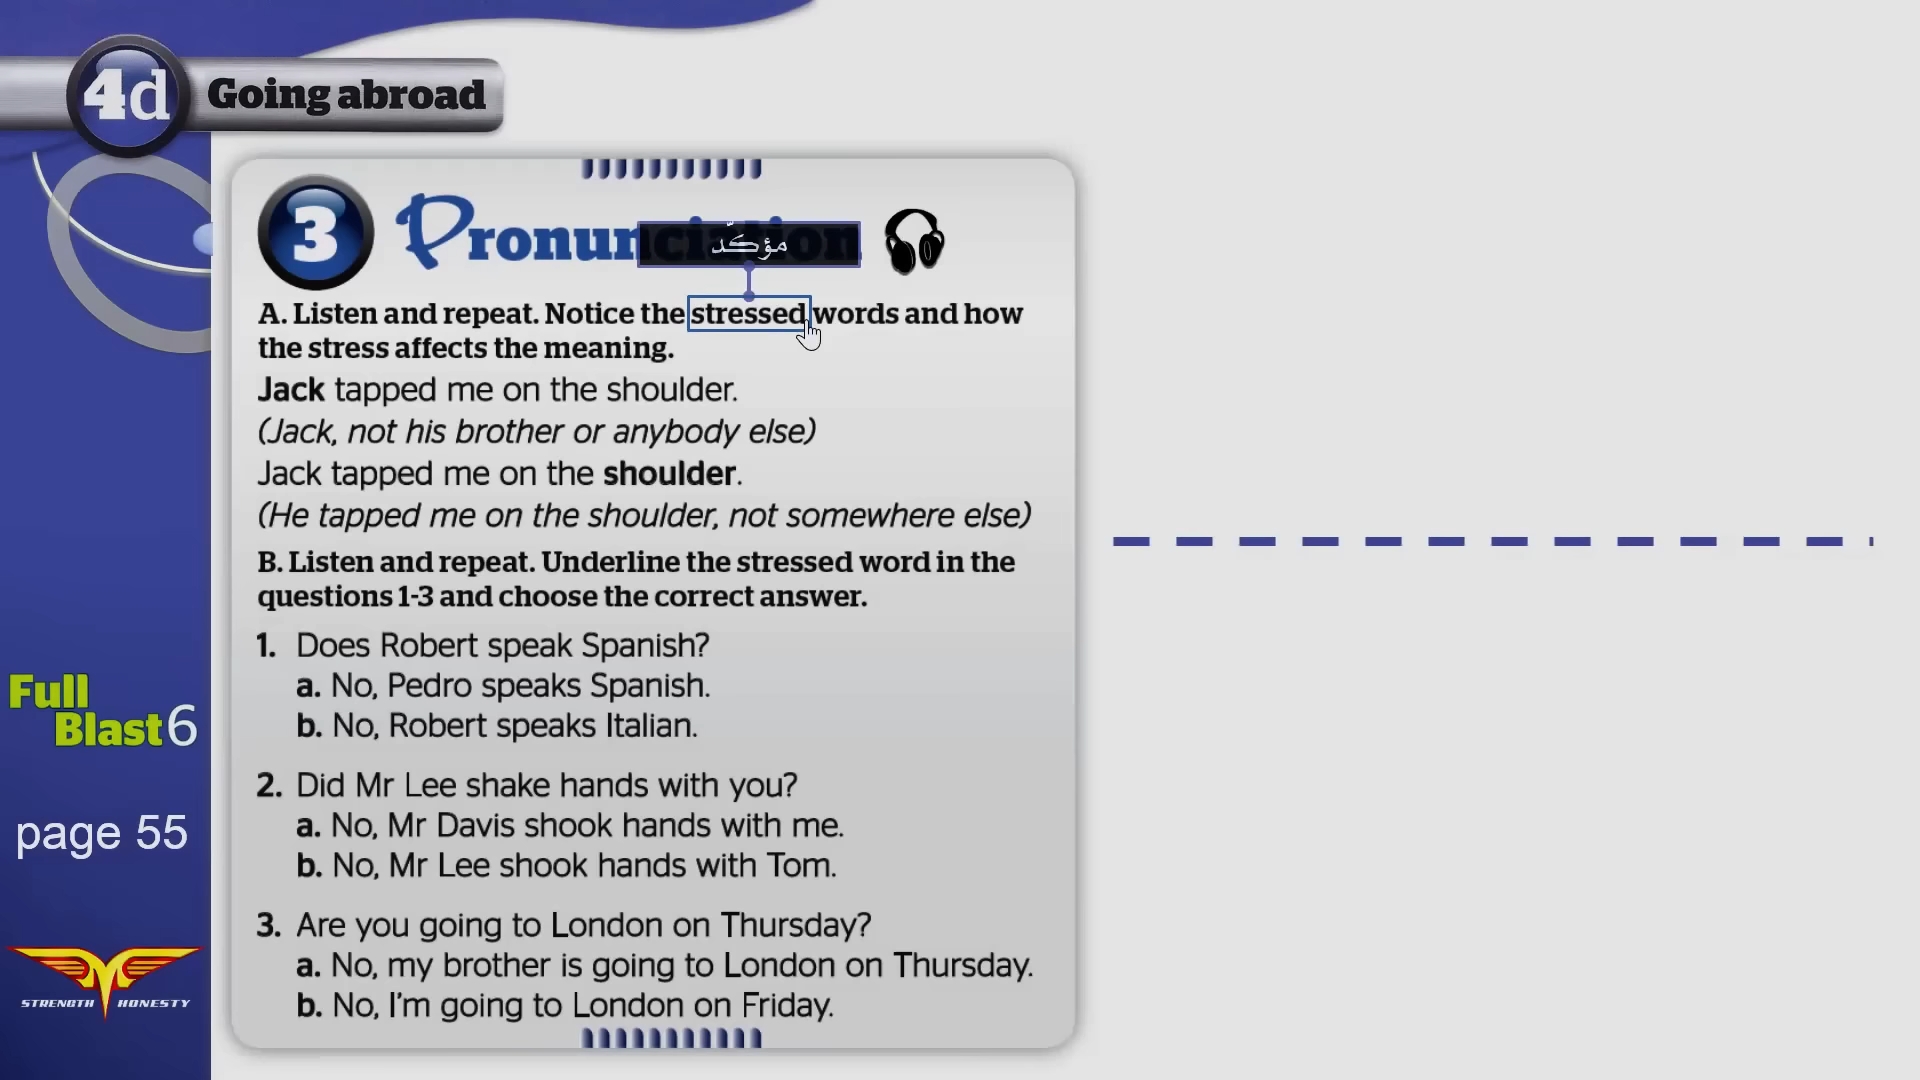 4d Going abroad
3 Pronunciation
مؤكّد
A. Listen and repeat. Notice the stressed words and how
the stress affects the meaning.
Jack tapped me on the shoulder.
(Jack, not his brother or anybody else)
Jack tapped me on the shoulder.
(He tapped me on the shoulder, not somewhere else)
B. Listen and repeat. Underline the stressed word in the
questions 1-3 and choose the correct answer.
1. Does Robert speak Spanish?
a. No, Pedro speaks Spanish.
b. No, Robert speaks Italian.
2. Did Mr Lee shake hands with you?
a. No, Mr Davis shook hands with me.
b. No, Mr Lee shook hands with Tom.
3. Are you going to London on Thursday?
a. No, my brother is going to London on Thursday.
b. No, I'm going to London on Friday.
Full
Blast 6
page 55
STRENGTH HONESTY